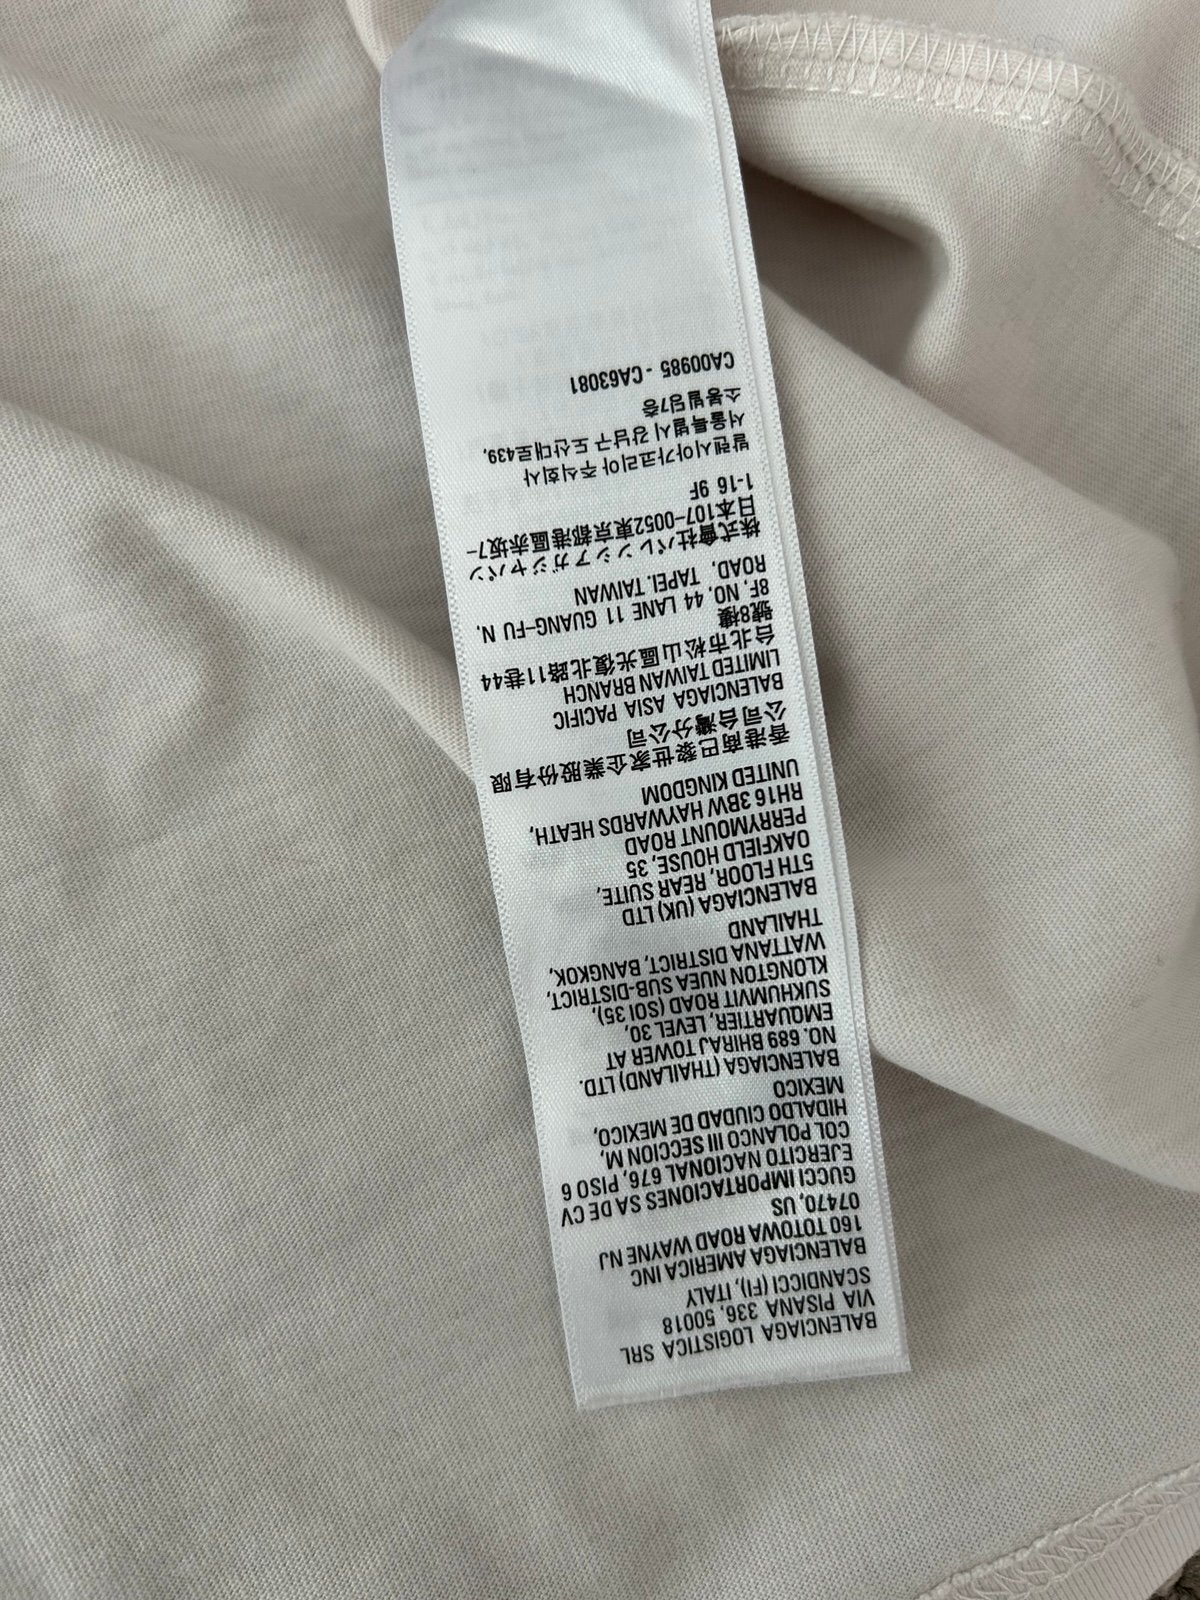 BALENCIAGA LOGISTICA SRL
VIA PISANA 336, 50018
SCANDICCI (FI), ITALY
BALENCIAGA AMERICA INC
160 TOTOWA ROAD WAYNE NJ
07470, US
GUCCI IMPORTACIONES SA DE CV
EJERCITO NACIONAL 676, PISO 6
COL POLANCO III SECCION M,
HIDALGO CIUDAD DE MEXICO,
MEXICO
BALENCIAGA (THAILAND) LTD.
NO. 689 BHIRAJ TOWER AT
EMQUARTIER, LEVEL 30,
SUKHUMVIT ROAD (SOI 35),
KLONGTON NUEA SUB-DISTRICT,
WATTANA DISTRICT, BANGKOK,
THAILAND
BALENCIAGA (UK) LTD
5TH FLOOR, REAR SUITE,
OAKFIELD HOUSE, 35
PERRYMOUNT ROAD
RH16 3BW HAYWARDS HEATH,
UNITED KINGDOM
香港商巴黎世家企業股份有限
公司台灣分公司
BALENCIAGA ASIA PACIFIC
LIMITED TAIWAN BRANCH
台北市松山區光復北路11巷44
號8樓
8F, NO, 44 LANE 11 GUANG-FU N.
ROAD, TAPEI.TAIWAN
株式會社バレンシアガジャパン
日本107-0052東京都港區赤坂7-
1-16 9F
발렌시아가코리아 주식회사
서울특별시 강남구 도산대로439,
소봉빌딩7층
CA00985 - CA63081